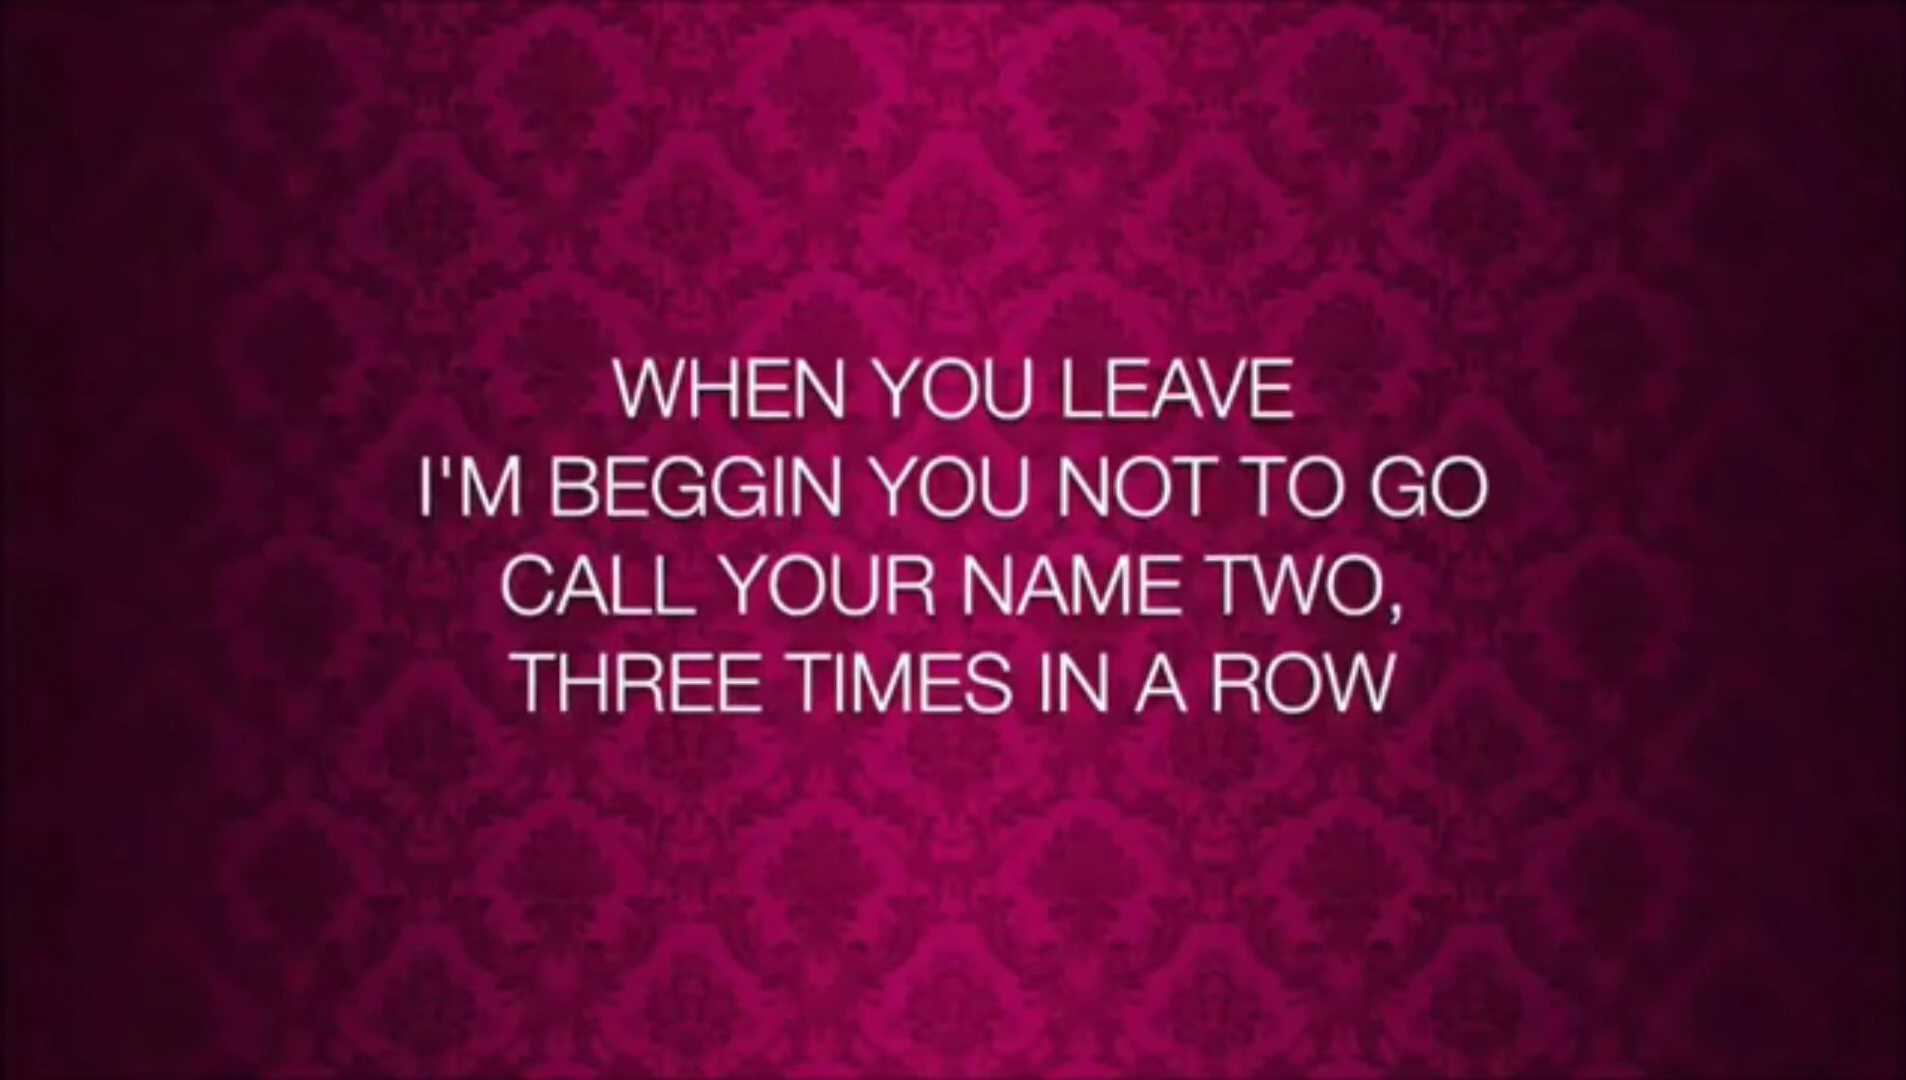 WHEN YOU LEAVE
I'M BEGGIN YOU NOT TO GO
CALL YOUR NAME TWO,
THREE TIMES IN A ROW